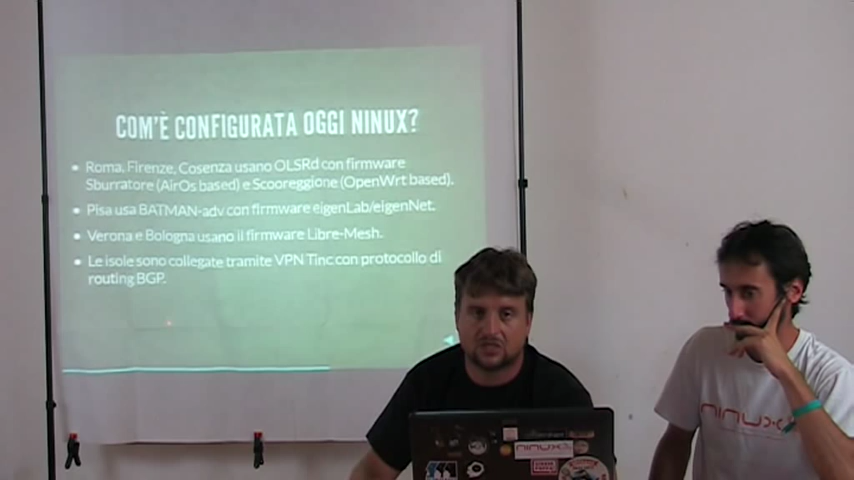 COM'È CONFIGURATA OGGI NINUX?
• Roma, Firenze, Cosenza usano OLSRd con firmware
Sburratore (AirOs based) e Scooreggione (OpenWrt based).
• Pisa usa BATMAN-adv con firmware eigenLab/eigenNet.
• Verona e Bologna usano il firmware Libre-Mesh.
• Le isole sono collegate tramite VPN Tinc con protocollo di
routing BGP.
ninux
ninux